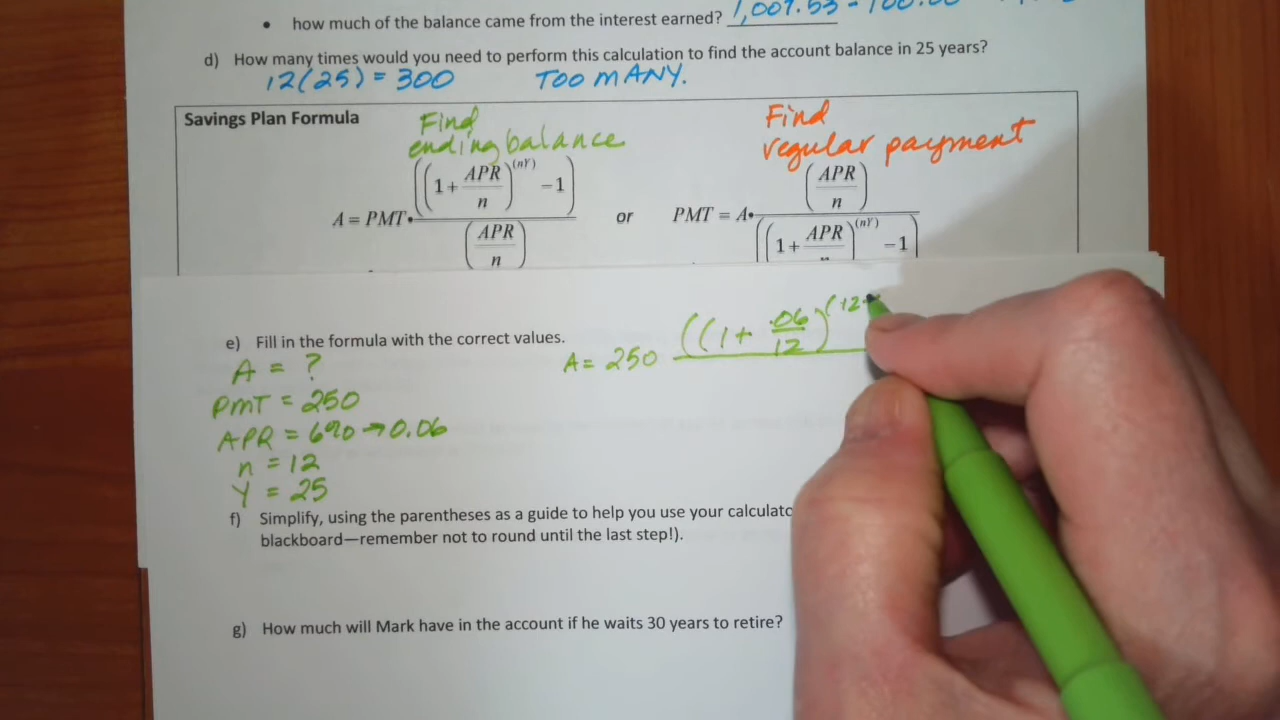 • how much of the balance came from the interest earned? 1,007.53 -
d) How many times would you need to perform this calculation to find the account balance in 25 years?
12(25) = 300 TOO MANY.
Savings Plan Formula
Find
ending balance
Find
regular payment
A = PMT • ((1 + APR/n)^(nY) − 1) / (APR/n) or PMT = A • (APR/n) / ((1 + APR/ )^(nY) − 1)
e) Fill in the formula with the correct values.
A = 250 ((1 + .06/12)^(12·
A = ?
PMT = 250
APR = 6% → 0.06
n = 12
Y = 25
f) Simplify, using the parentheses as a guide to help you use your calculato
blackboard—remember not to round until the last step!).
g) How much will Mark have in the account if he waits 30 years to retire?